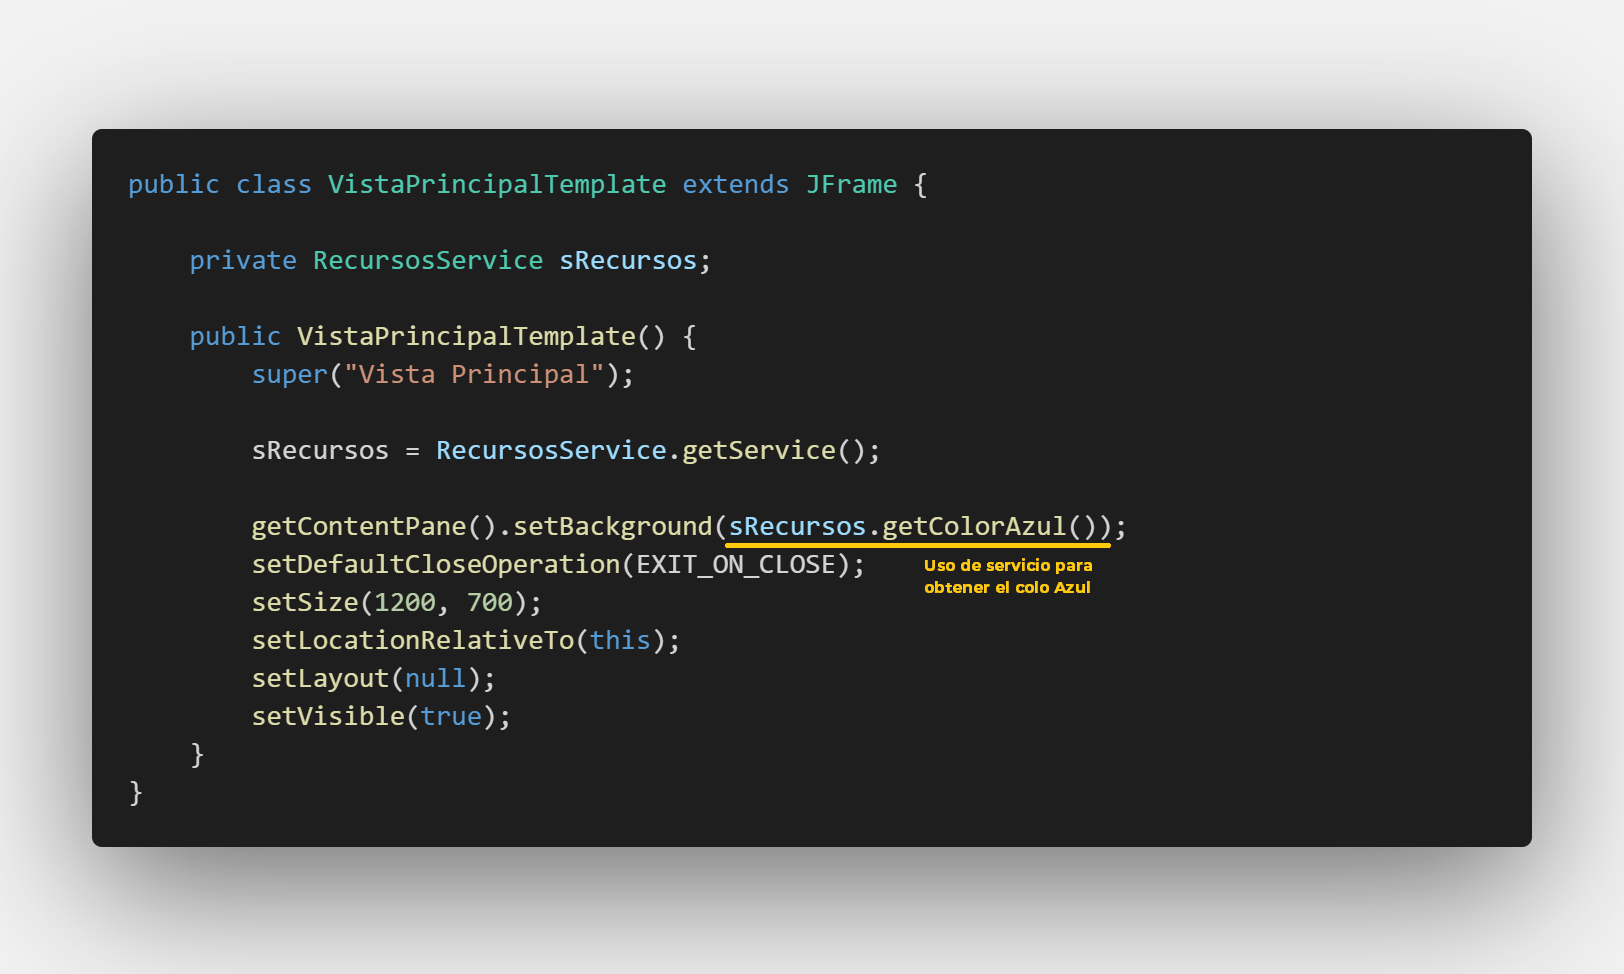 public class VistaPrincipalTemplate extends JFrame {
private RecursosService sRecursos;
public VistaPrincipalTemplate() {
super("Vista Principal");
sRecursos = RecursosService.getService();
getContentPane().setBackground(sRecursos.getColorAzul());
setDefaultCloseOperation(EXIT_ON_CLOSE);
Uso de servicio para
obtener el colo Azul
setSize(1200, 700);
setLocationRelativeTo(this);
setLayout(null);
setVisible(true);
}
}